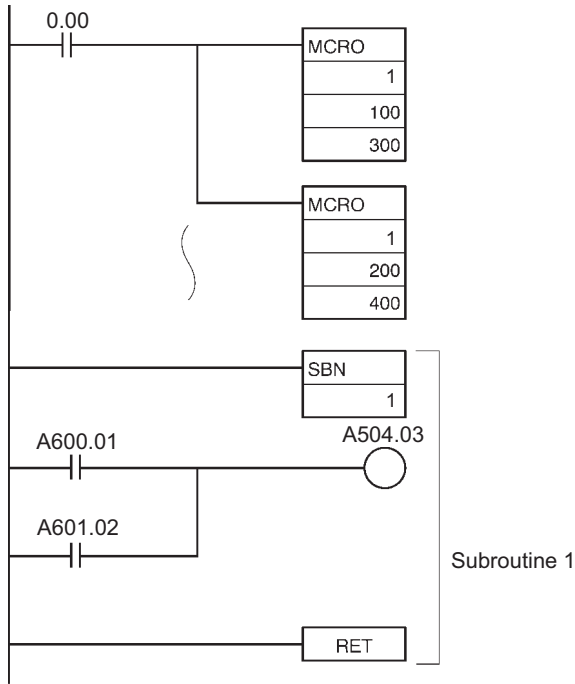 0.00
MCRO
1
100
300
MCRO
1
200
400
SBN
1
A600.01
A504.03
A601.02
Subroutine 1
RET